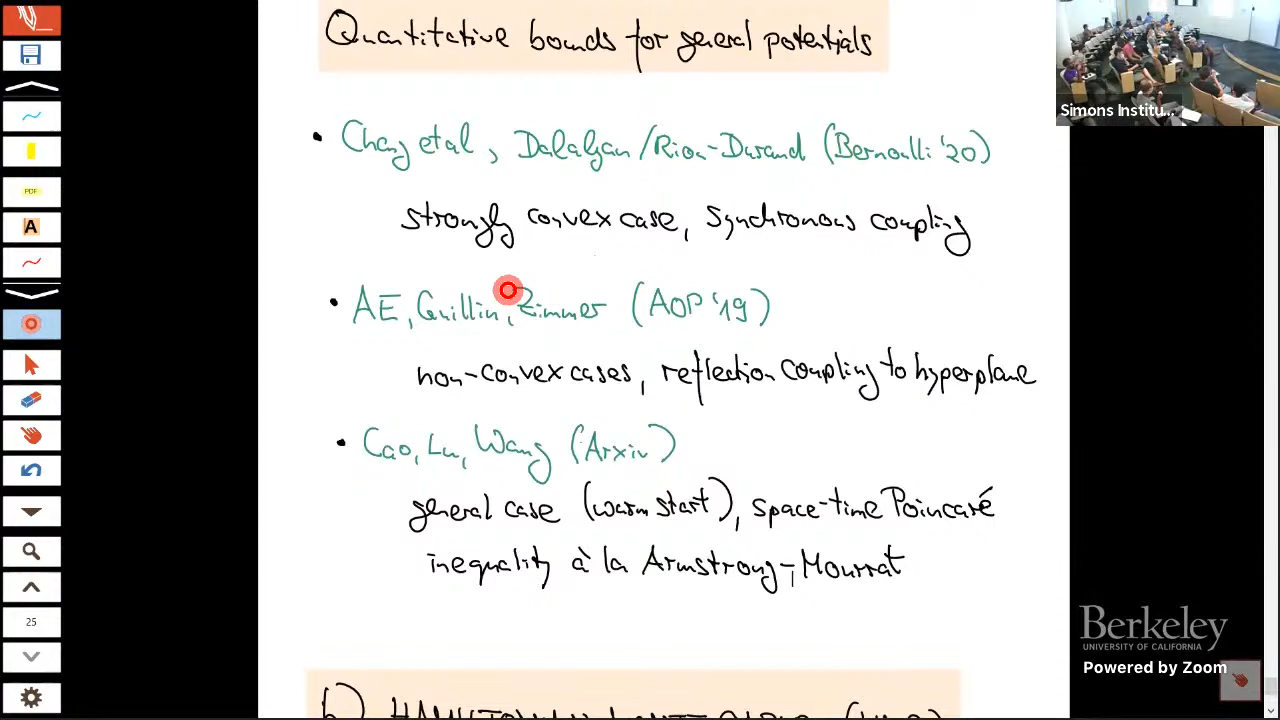 Quantitative bounds for general potentials
Simons Institu...
• Cheng et al, Dalalyan/Riou-Durand (Bernoulli '20)
strongly convex case, synchronous coupling
• AE, Guillin, Zimmer (AOP '19)
non-convex cases, reflection coupling to hyperplane
• Cao, Lu, Wang (Arxiv)
general case (warm start), space-time Poincaré
inequality à la Armstrong-Mourrat
b)
PDF
A
25
Berkeley
UNIVERSITY OF CALIFORNIA
Powered by Zoom